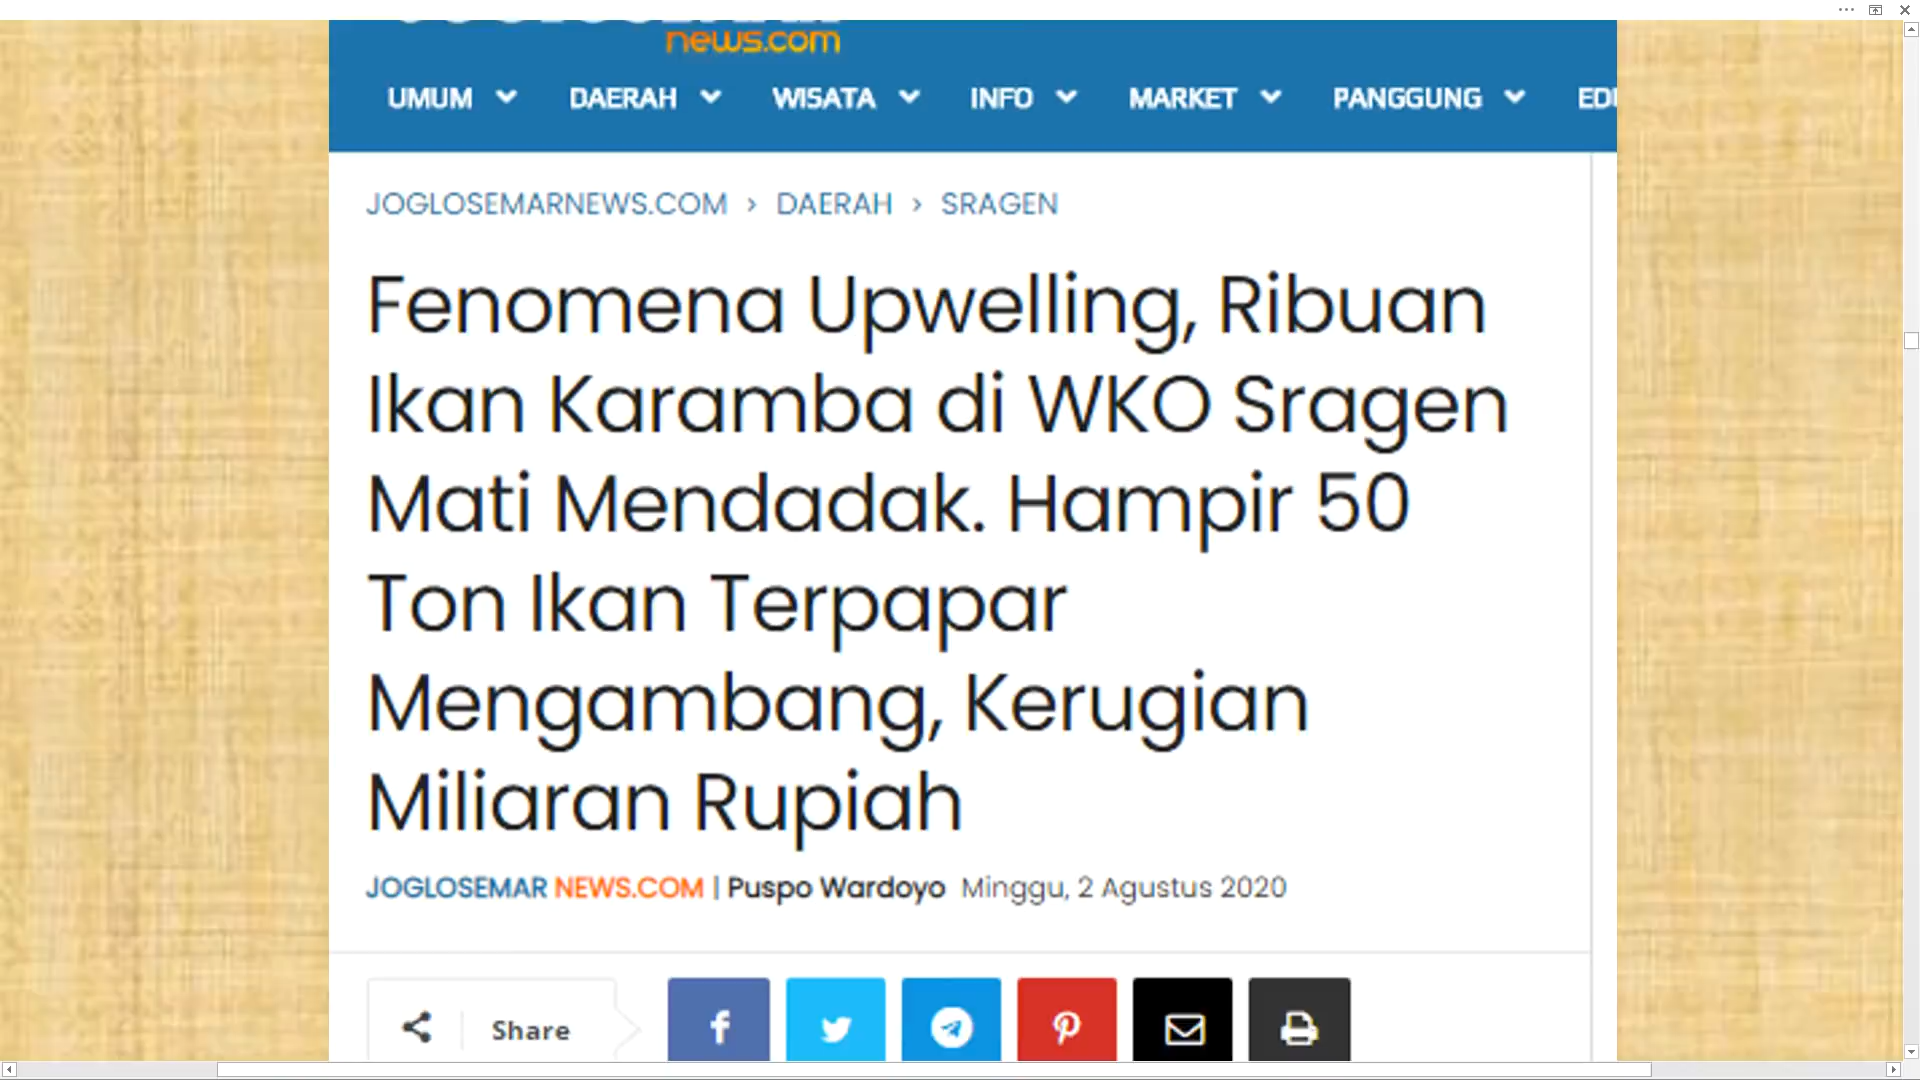 news.com
UMUM DAERAH WISATA INFO MARKET PANGGUNG
JOGLOSEMARNEWS.COM > DAERAH > SRAGEN
Fenomena Upwelling, Ribuan
Ikan Karamba di WKO Sragen
Mati Mendadak. Hampir 50
Ton Ikan Terpapar
Mengambang, Kerugian
Miliaran Rupiah
JOGLOSEMAR NEWS.COM | Puspo Wardoyo Minggu, 2 Agustus 2020
Share